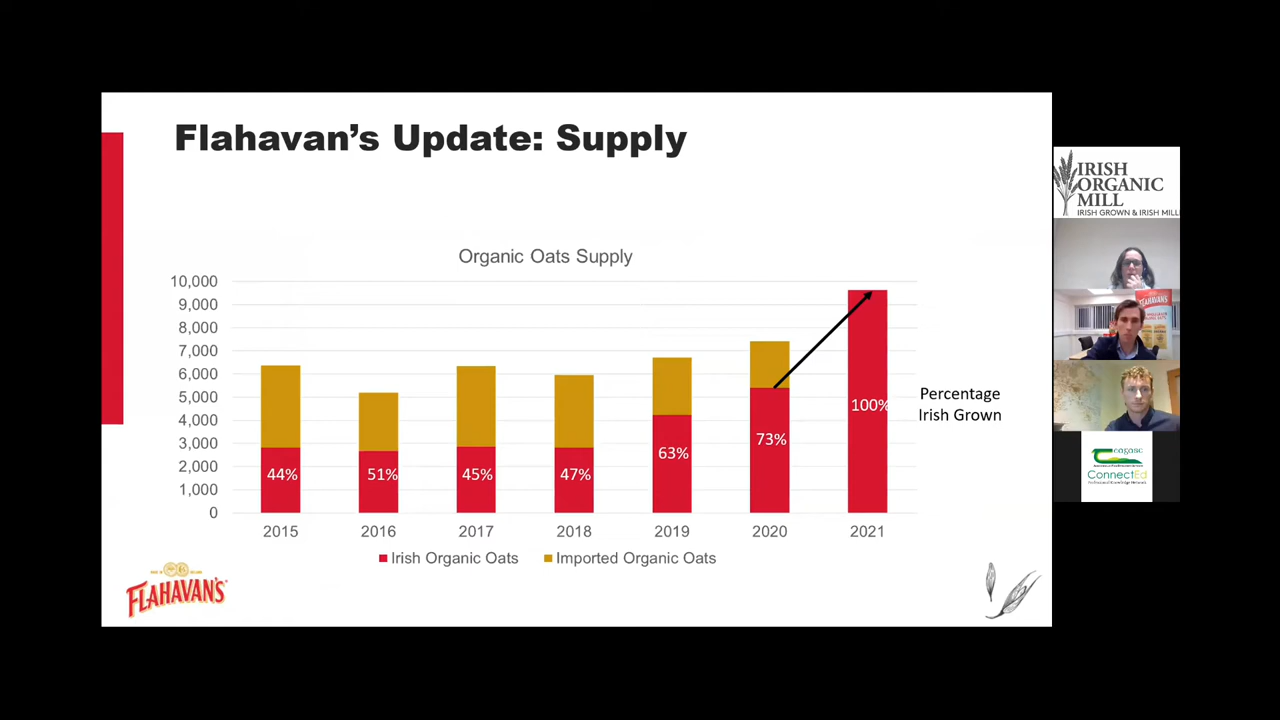 Flahavan's Update: Supply
Organic Oats Supply
10,000
9,000
8,000
7,000
6,000
5,000
4,000
3,000
2,000
1,000
0
44%
51%
45%
47%
63%
73%
100%
Percentage
Irish Grown
2015
2016
2017
2018
2019
2020
2021
Irish Organic Oats
Imported Organic Oats
FLAHAVAN'S
IRISH
ORGANIC
MILL
IRISH GROWN & IRISH MILL
FLAHAVAN'S
teagasc
ConnectEd